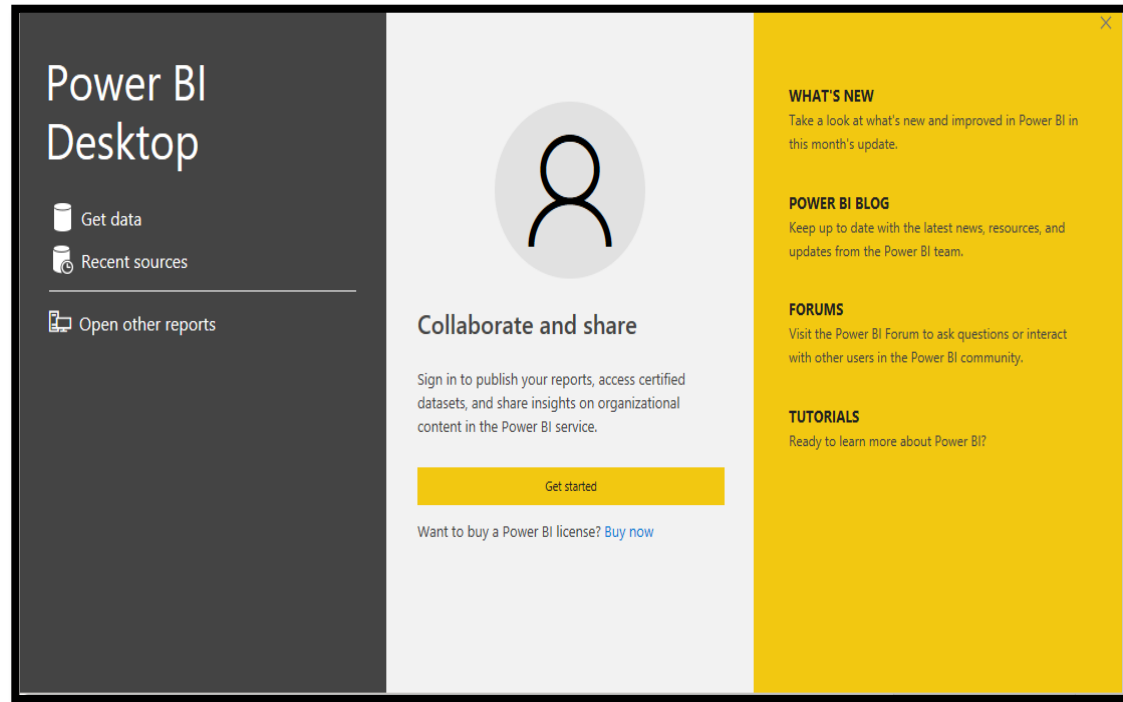 Power BI
Desktop
Get data
Recent sources
Open other reports
Collaborate and share
Sign in to publish your reports, access certified
datasets, and share insights on organizational
content in the Power BI service.
Get started
Want to buy a Power BI license? Buy now
WHAT'S NEW
Take a look at what's new and improved in Power BI in
this month's update.
POWER BI BLOG
Keep up to date with the latest news, resources, and
updates from the Power BI team.
FORUMS
Visit the Power BI Forum to ask questions or interact
with other users in the Power BI community.
TUTORIALS
Ready to learn more about Power BI?